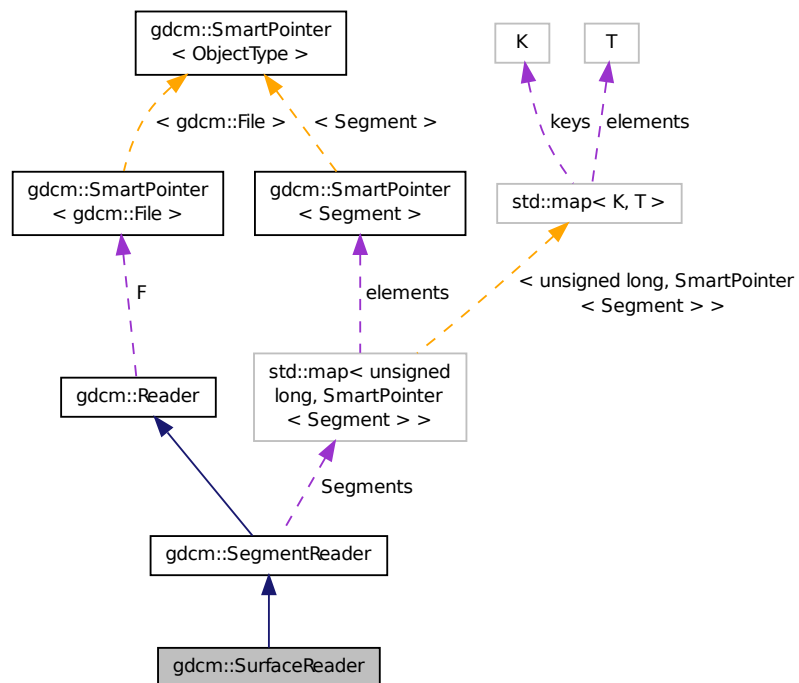 gdcm::SmartPointer
< ObjectType >
K
T
< gdcm::File >
< Segment >
keys
elements
gdcm::SmartPointer
< gdcm::File >
gdcm::SmartPointer
< Segment >
std::map< K, T >
F
elements
< unsigned long, SmartPointer
< Segment > >
gdcm::Reader
std::map< unsigned
long, SmartPointer
< Segment > >
Segments
gdcm::SegmentReader
gdcm::SurfaceReader